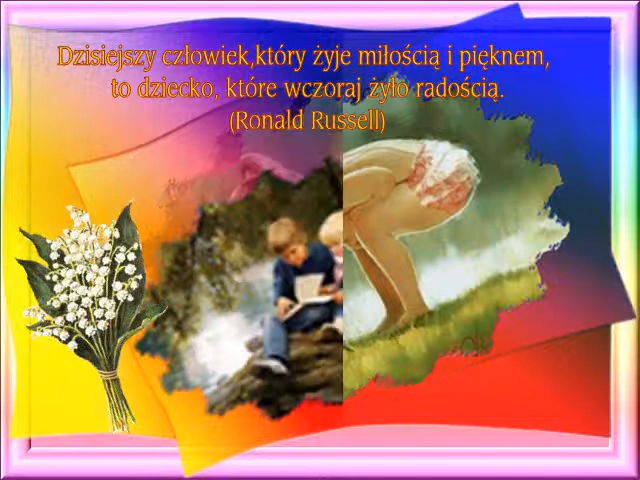 Dzisiejszy człowiek,który żyje miłością i pięknem,
to dziecko, które wczoraj żyło radością.
(Ronald Russell)